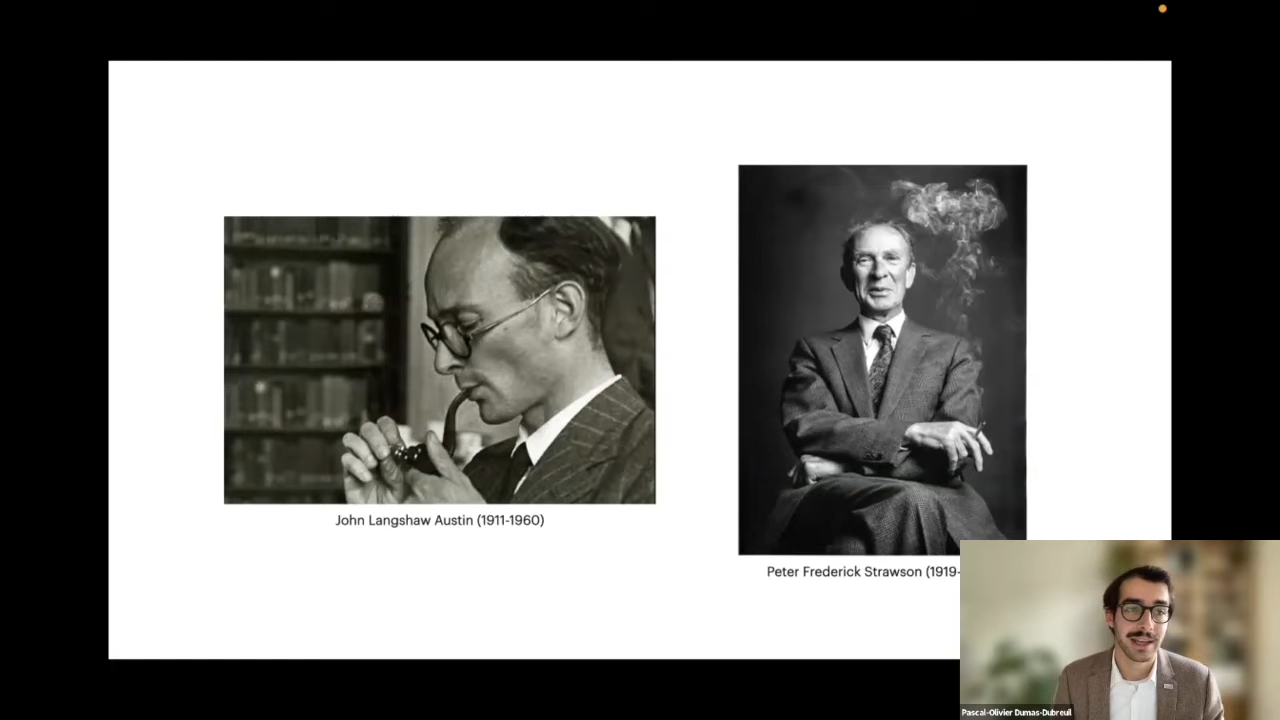 John Langshaw Austin (1911-1960)
Peter Frederick Strawson (1919-
Pascal-Olivier Dumas-Dubreuil